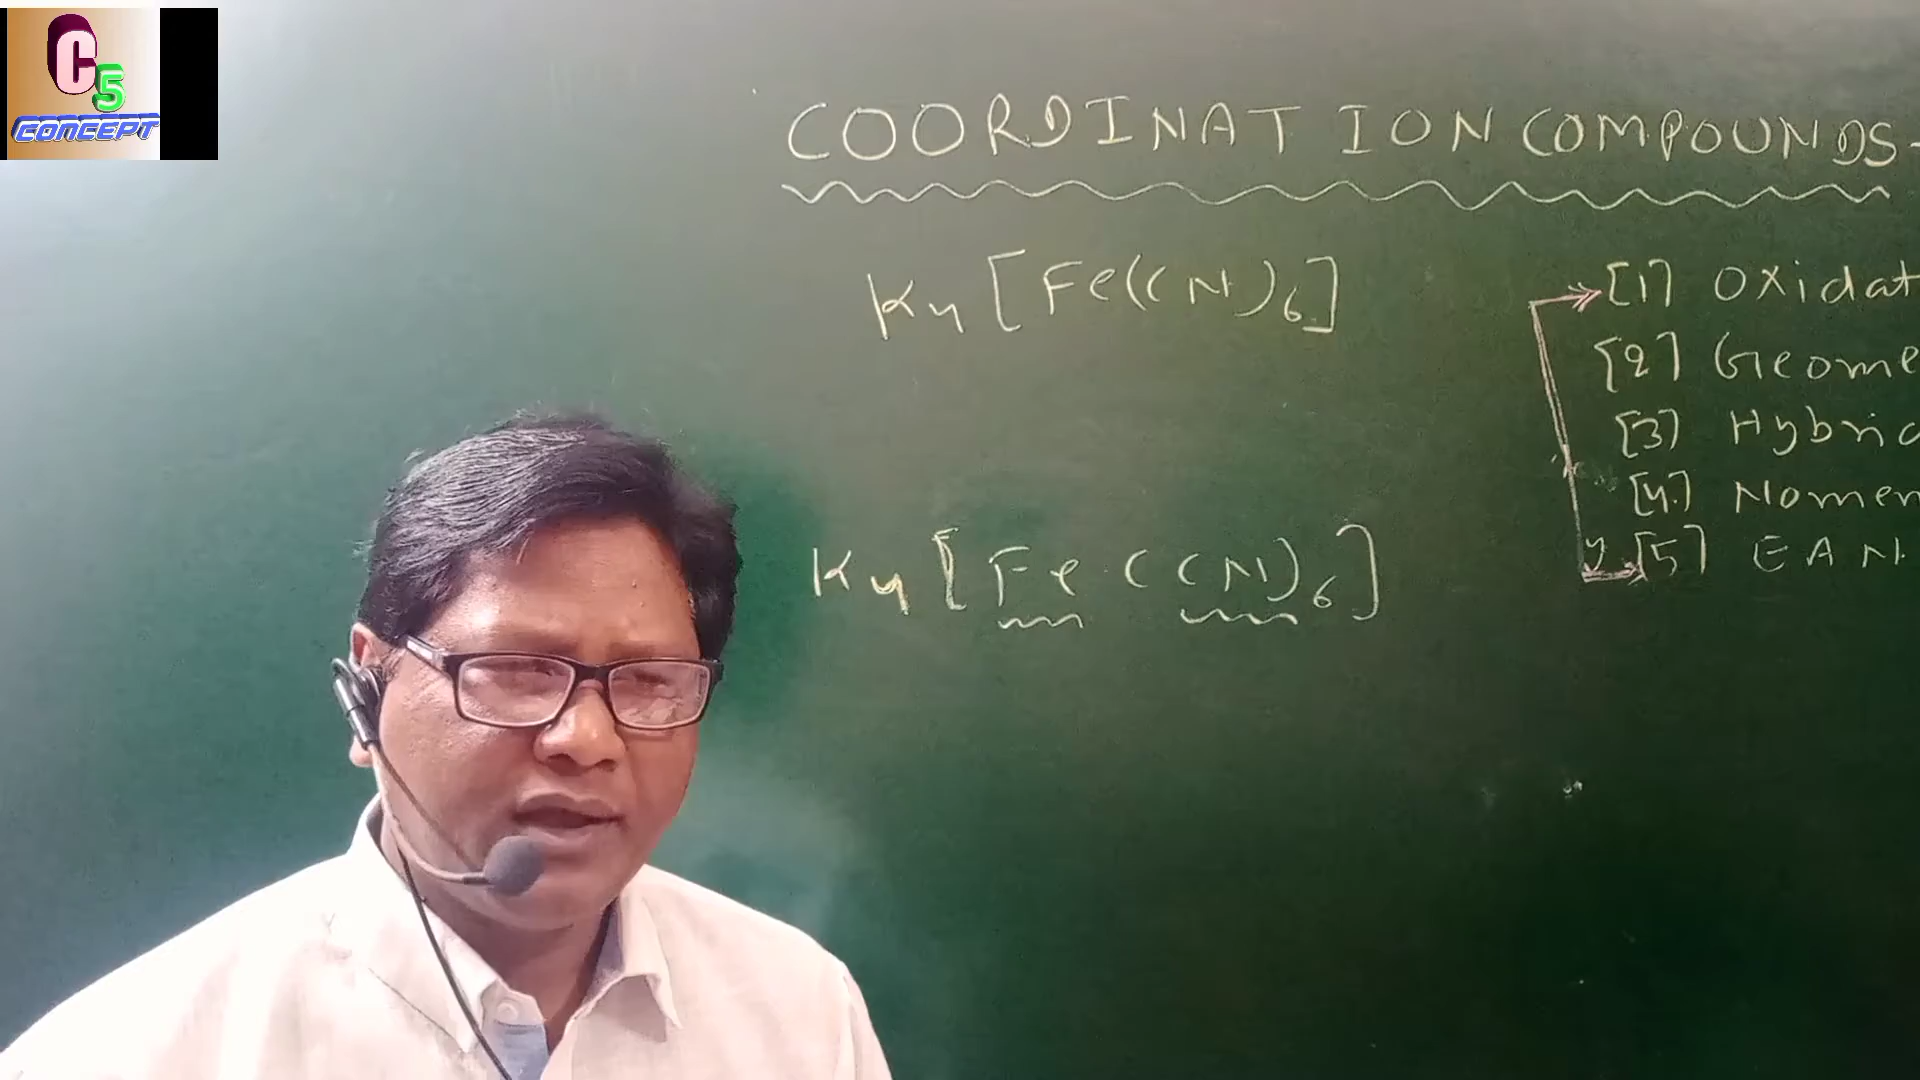 C5
CONCEPT
COORDINATION COMPOUNDS-
K4[Fe(CN)6]
[1] Oxidat
[2] Geome
[3] Hybri
[4.] Nomen
[5] EAN.
K4[Fe(CN)6]